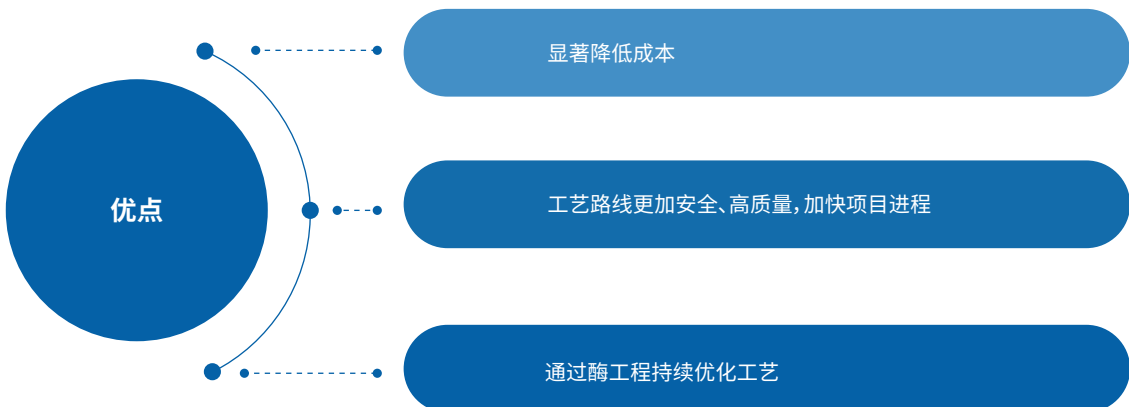 优点
显著降低成本
工艺路线更加安全、高质量，加快项目进程
通过酶工程持续优化工艺